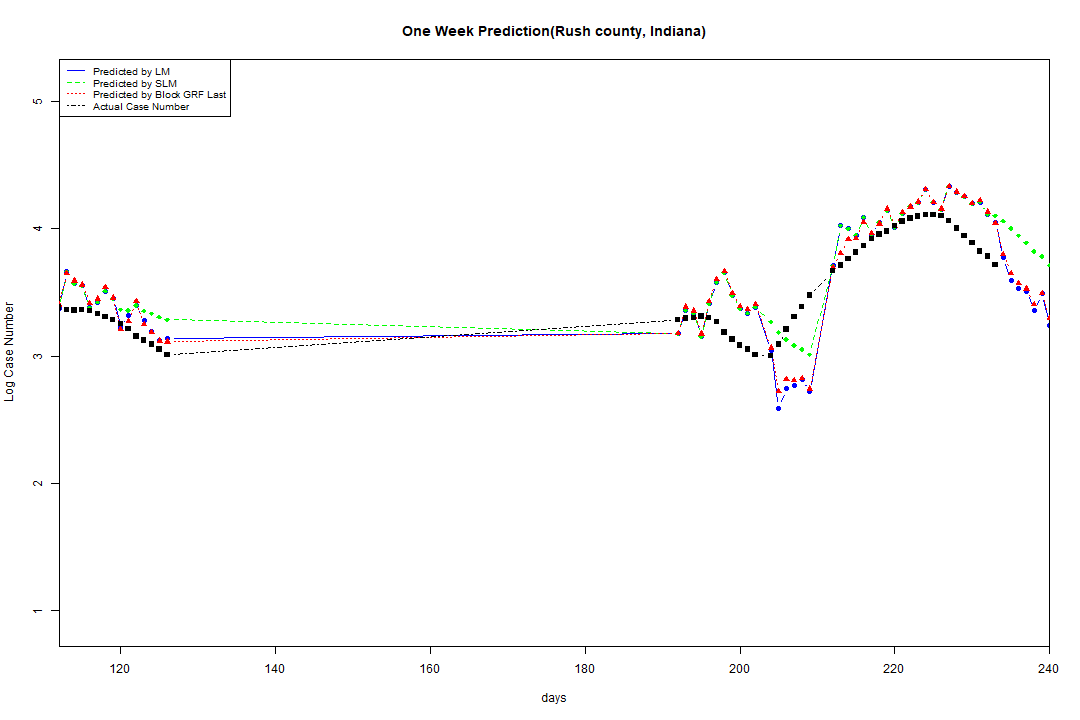 One Week Prediction(Rush county, Indiana)
Predicted by LM
Predicted by SLM
Predicted by Block GRF Last
Actual Case Number
Log Case Number
5
4
3
2
1
120 140 160 180 200 220 240
days